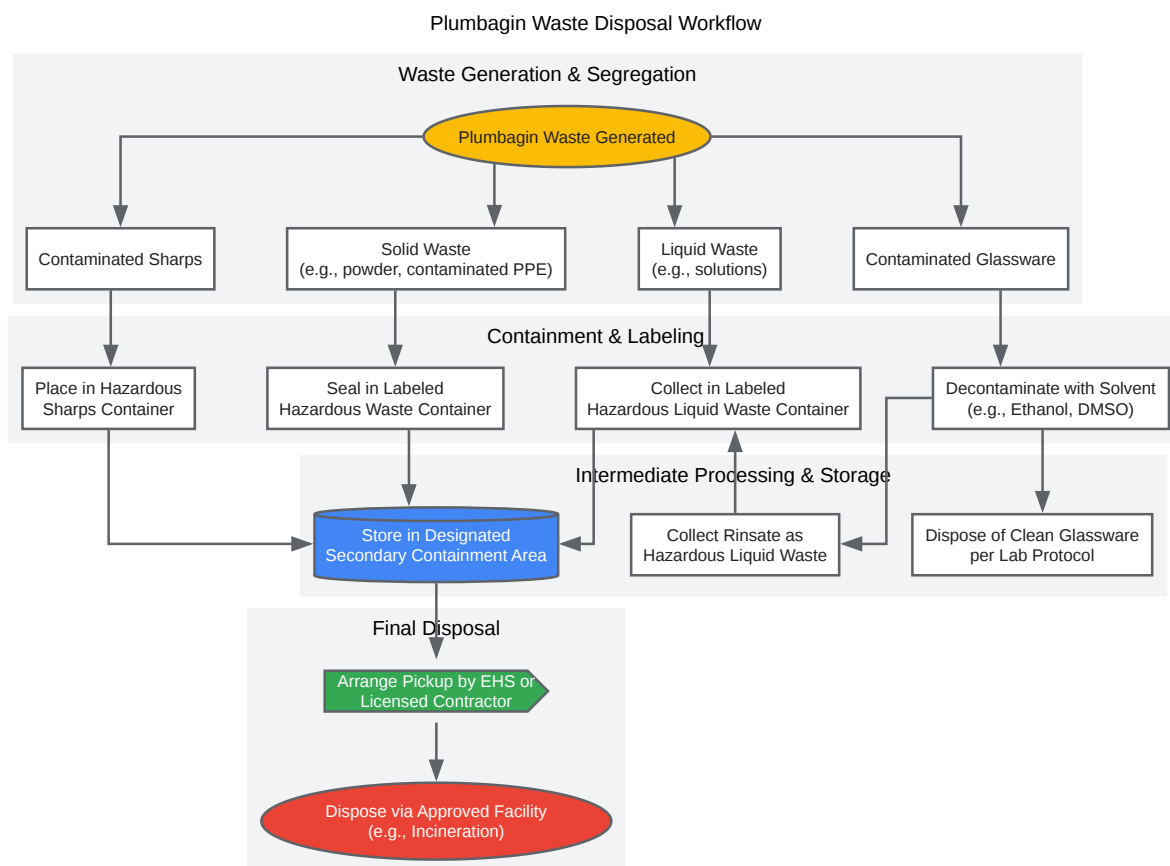 Plumbagin Waste Disposal Workflow
Waste Generation & Segregation
Plumbagin Waste Generated
Contaminated Sharps
Solid Waste
(e.g., powder, contaminated PPE)
Liquid Waste
(e.g., solutions)
Contaminated Glassware
Containment & Labeling
Place in Hazardous
Sharps Container
Seal in Labeled
Hazardous Waste Container
Collect in Labeled
Hazardous Liquid Waste Container
Decontaminate with Solvent
(e.g., Ethanol, DMSO)
Intermediate Processing & Storage
Store in Designated
Secondary Containment Area
Collect Rinsate as
Hazardous Liquid Waste
Dispose of Clean Glassware
per Lab Protocol
Final Disposal
Arrange Pickup by EHS or
Licensed Contractor
Dispose via Approved Facility
(e.g., Incineration)